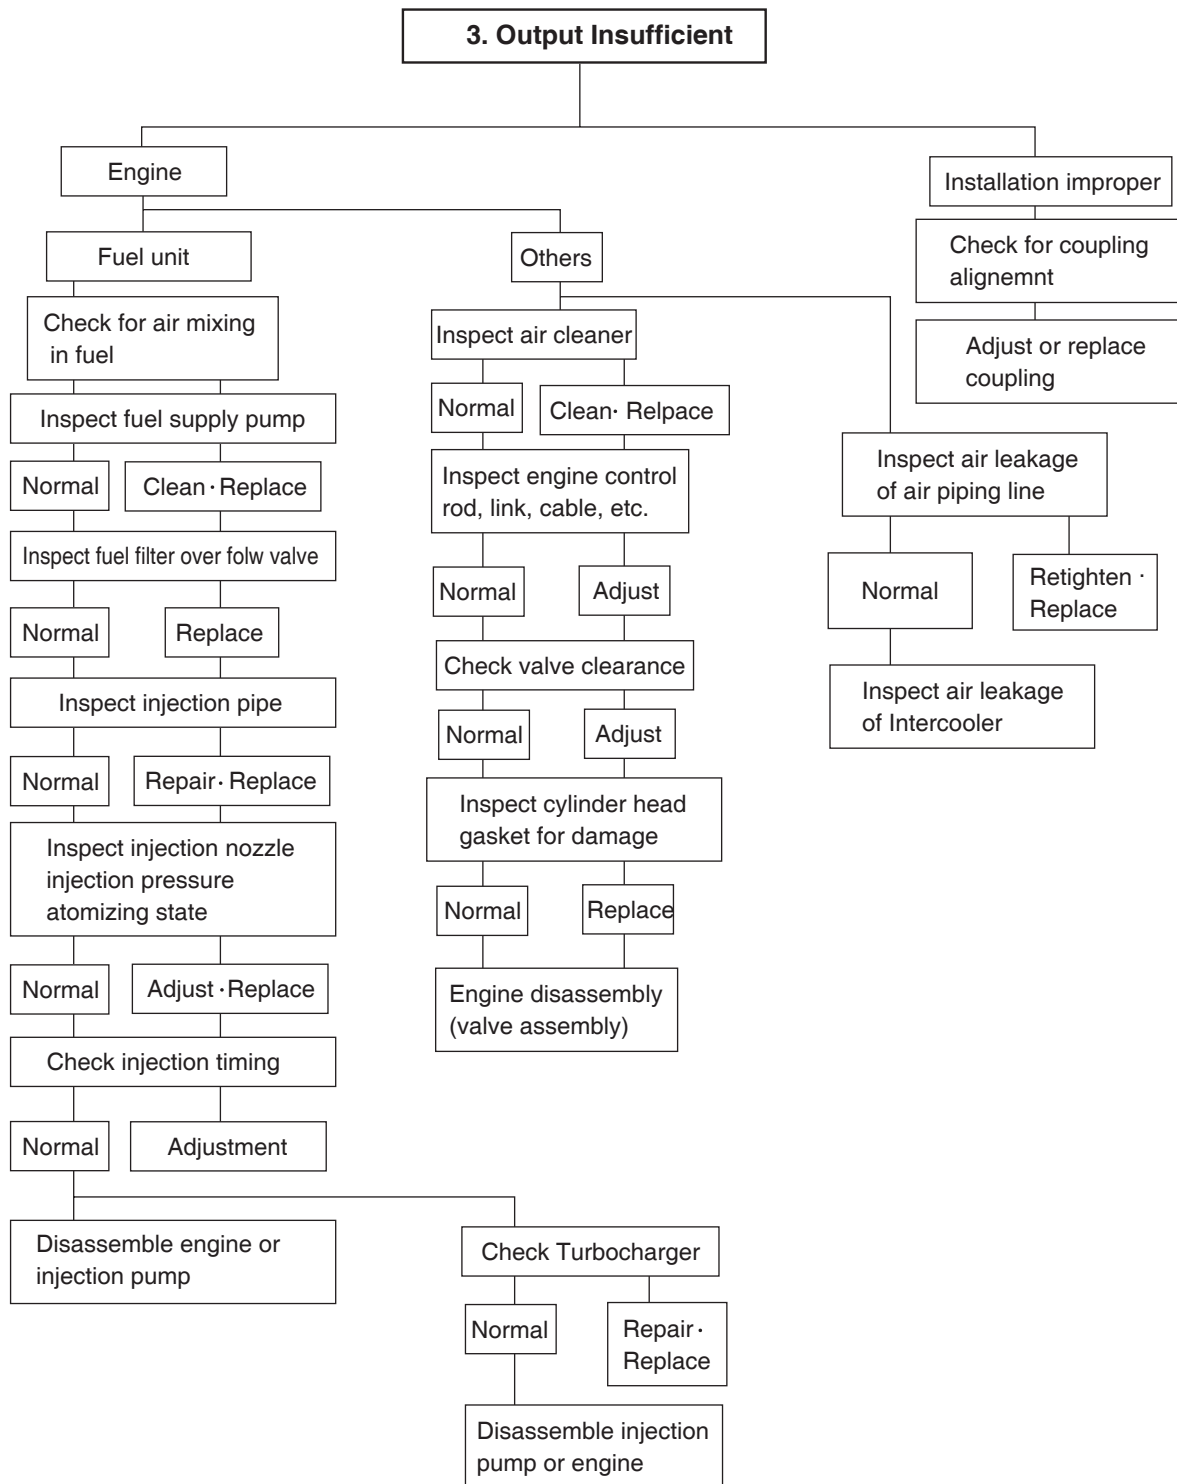 3. Output Insufficient
Engine
Fuel unit
Check for air mixing
in fuel
Inspect fuel supply pump
Normal
Clean·Replace
Inspect fuel filter over folw valve
Normal
Replace
Inspect injection pipe
Normal
Repair·Replace
Inspect injection nozzle
injection pressure
atomizing state
Normal
Adjust·Replace
Check injection timing
Normal
Adjustment
Disassemble engine or
injection pump
Check Turbocharger
Normal
Repair·
Replace
Disassemble injection
pump or engine
Others
Inspect air cleaner
Normal
Clean· Relpace
Inspect engine control
rod, link, cable, etc.
Normal
Adjust
Check valve clearance
Normal
Adjust
Inspect cylinder head
gasket for damage
Normal
Replace
Engine disassembly
(valve assembly)
Inspect air leakage
of air piping line
Normal
Retighten ·
Replace
Inspect air leakage
of Intercooler
Installation improper
Check for coupling
alignemnt
Adjust or replace
coupling